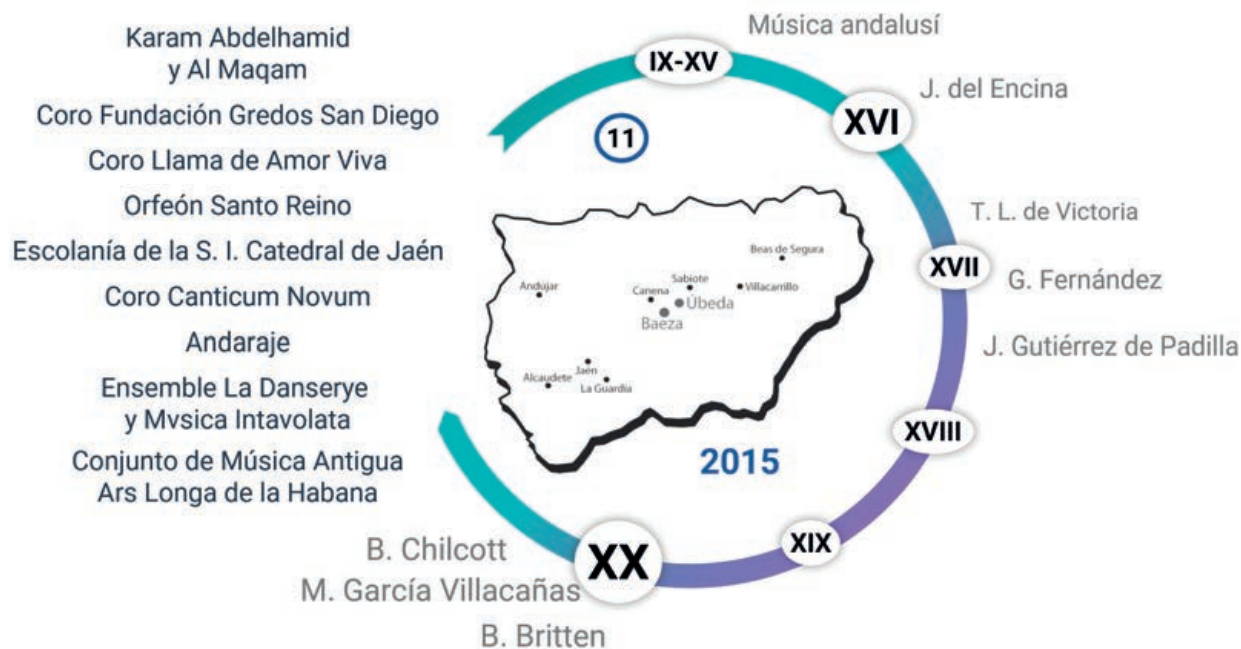 Karam Abdelhamid
y Al Maqam
Coro Fundación Gredos San Diego
Coro Llama de Amor Viva
Orfeón Santo Reino
Escolanía de la S. I. Catedral de Jaén
Coro Canticum Novum
Andaraje
Ensemble La Danserye
y Mvsica Intavolata
Conjunto de Música Antigua
Ars Longa de la Habana
Música andalusí
IX-XV
J. del Encina
XVI
11
T. L. de Victoria
XVII
G. Fernández
J. Gutiérrez de Padilla
XVIII
XIX
XX
B. Chilcott
M. García Villacañas
B. Britten
Beas de Segura
Andújar
Sabiote
Villacarrillo
Canena
Úbeda
Baeza
Jaén
Alcaudete
La Guardia
2015